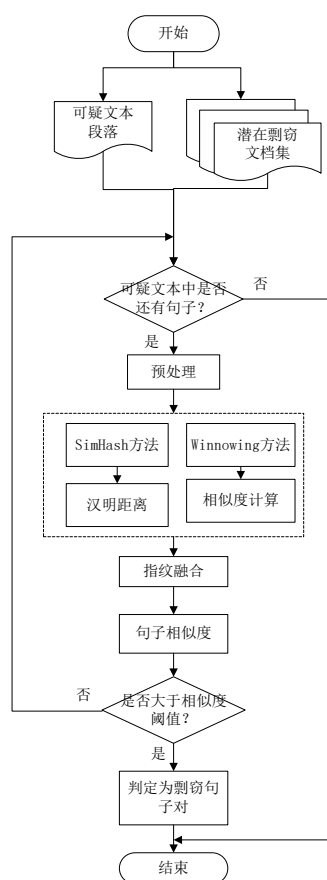 开始
可疑文本
段落
潜在剽窃
文档集
可疑文本中是否
还有句子？
否
是
预处理
SimHash方法
Winnowing方法
汉明距离
相似度计算
指纹融合
句子相似度
否
是否大于相似度
阈值？
是
判定为剽窃句
子对
结束